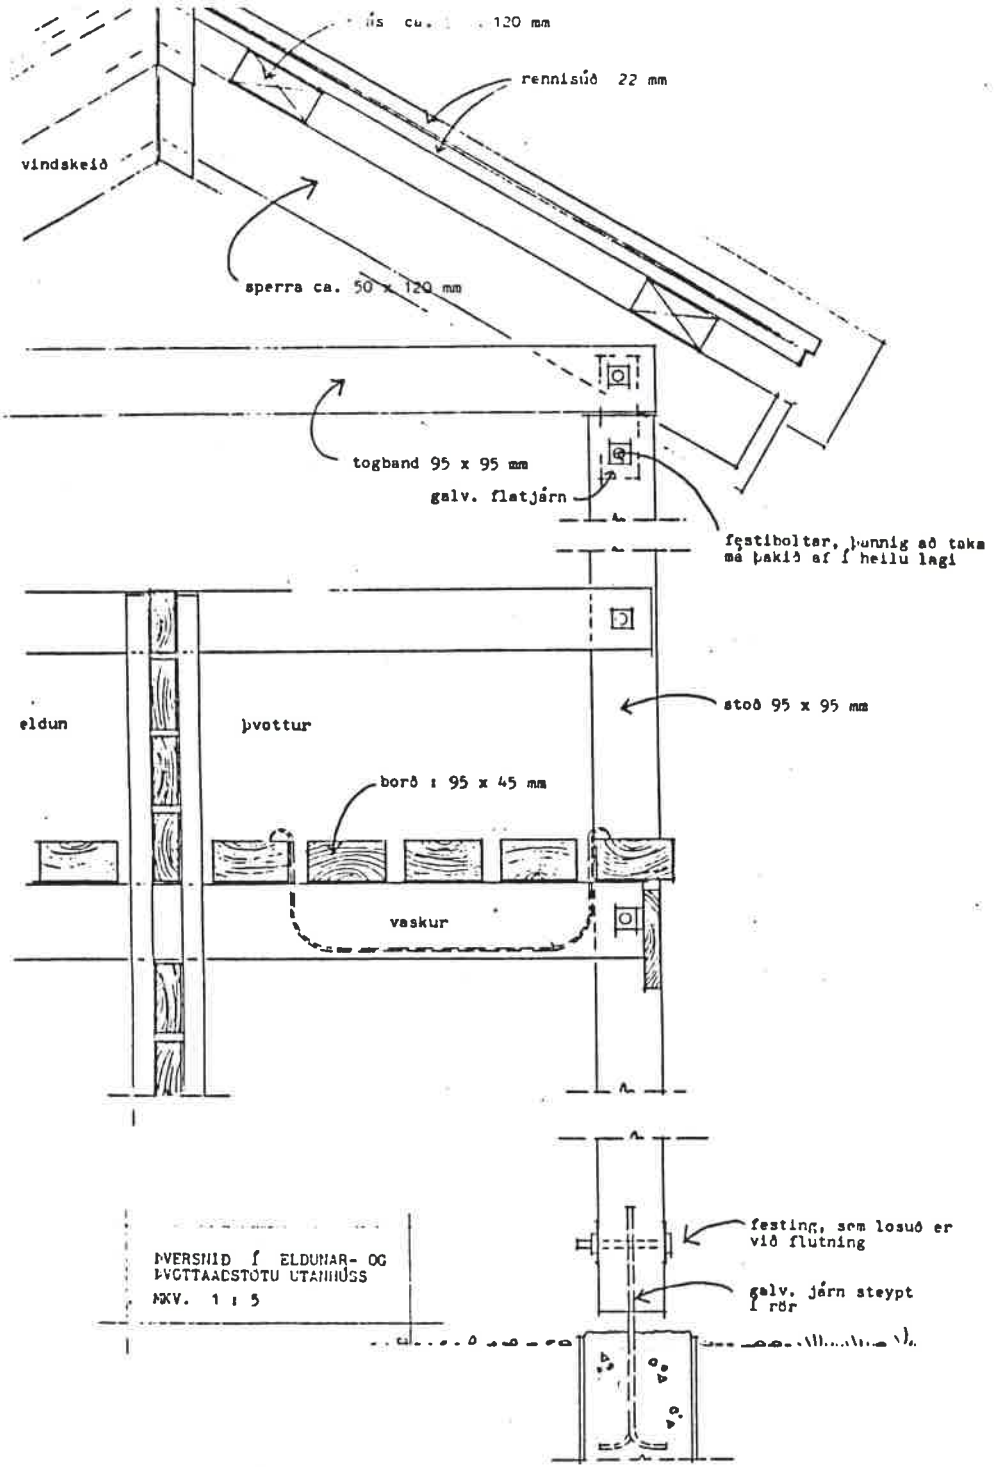 ís ca. 120 mm
rennisúð 22 mm
vindskeið
sperra ca. 50 x 120 mm
togband 95 x 95 mm
galv. flatjárn
festiboltar, þannig að taka
má þakið af í heilu lagi
eldun
þvottur
stoð 95 x 95 mm
borð : 95 x 45 mm
vaskur
festing, sem losuð er
við flutning
galv. járn steypt
í rör
ÞVERSNIÐ Í ELDUNAR- OG
ÞVOTTAAÐSTÖÐU UTANHÚSS
MKV. 1 : 5